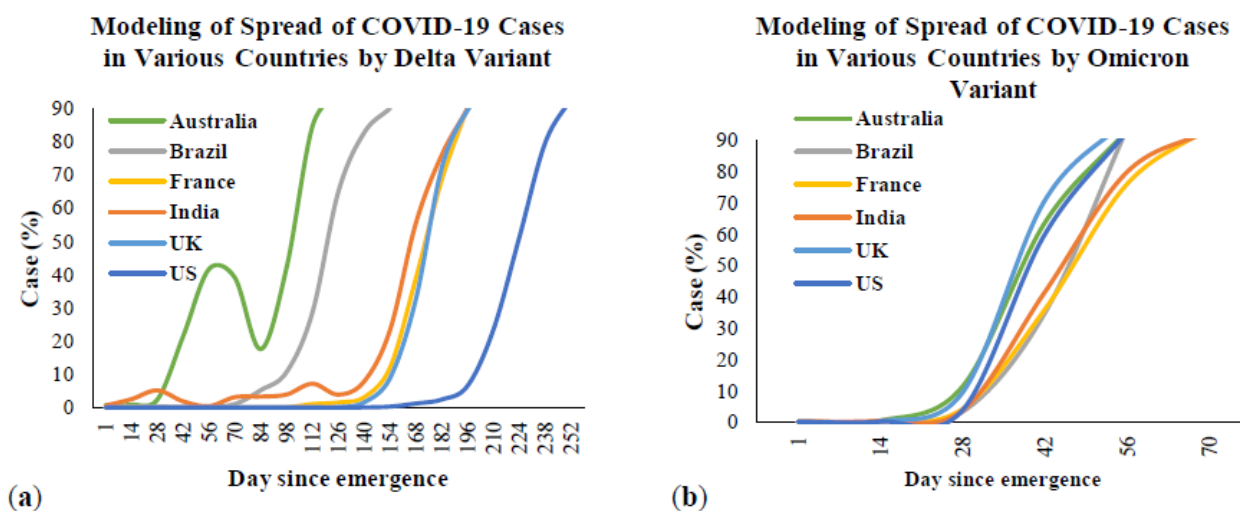 Modeling of Spread of COVID-19 Cases
in Various Countries by Delta Variant
90
80
70
60
50
40
30
20
10
0
Case (%)
Australia
Brazil
France
India
UK
US
1 14 28 42 56 70 84 98 112 126 140 154 168 182 196 210 224 238 252
Day since emergence
(a)
Modeling of Spread of COVID-19 Cases
in Various Countries by Omicron
Variant
90
80
70
60
50
40
30
20
10
0
Case (%)
Australia
Brazil
France
India
UK
US
1 14 28 42 56 70
Day since emergence
(b)